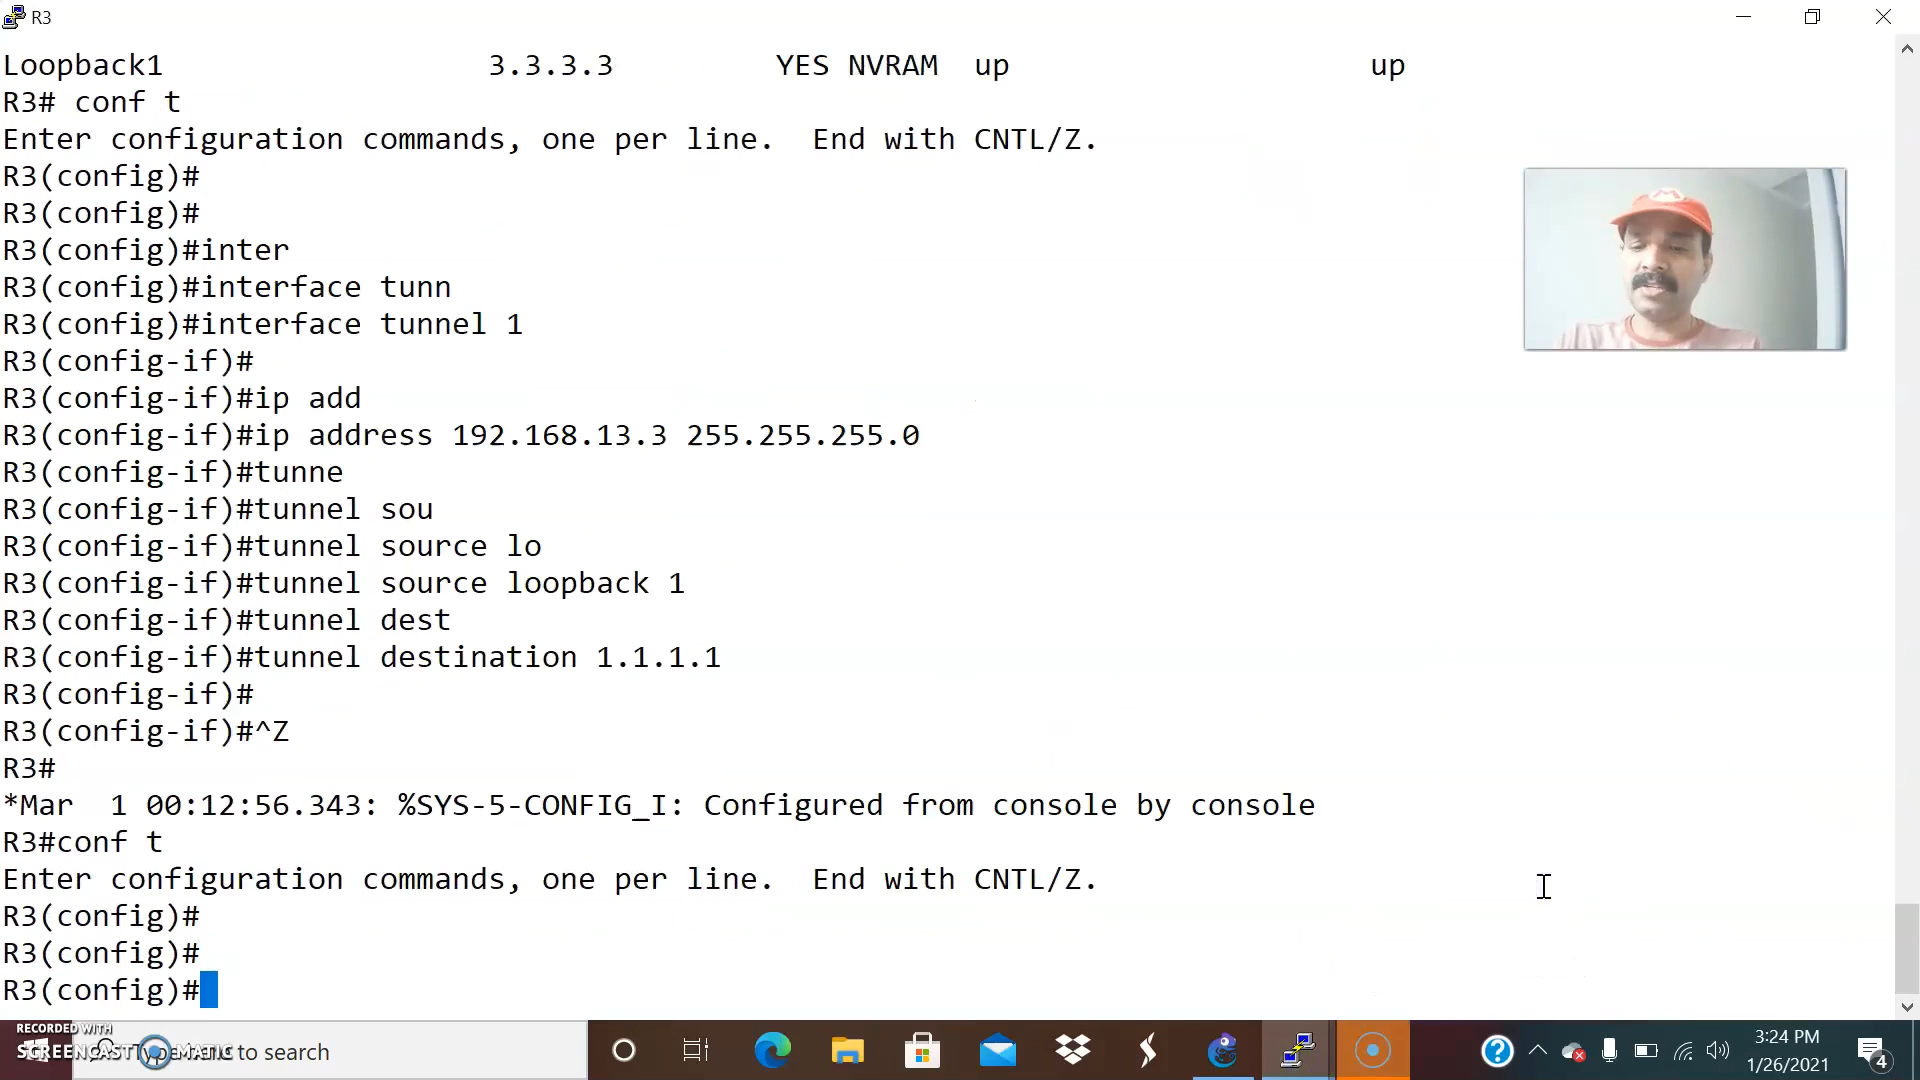 R3
Loopback1 3.3.3.3 YES NVRAM up up
R3# conf t
Enter configuration commands, one per line.  End with CNTL/Z.
R3(config)#
R3(config)#
R3(config)#inter
R3(config)#interface tunn
R3(config)#interface tunnel 1
R3(config-if)#
R3(config-if)#ip add
R3(config-if)#ip address 192.168.13.3 255.255.255.0
R3(config-if)#tunne
R3(config-if)#tunnel sou
R3(config-if)#tunnel source lo
R3(config-if)#tunnel source loopback 1
R3(config-if)#tunnel dest
R3(config-if)#tunnel destination 1.1.1.1
R3(config-if)#
R3(config-if)#^Z
R3#
*Mar  1 00:12:56.343: %SYS-5-CONFIG_I: Configured from console by console
R3#conf t
Enter configuration commands, one per line.  End with CNTL/Z.
R3(config)#
R3(config)#
R3(config)#
RECORDED WITH
SCREENCAST MATIC
Type here to search
3:24 PM
1/26/2021
4